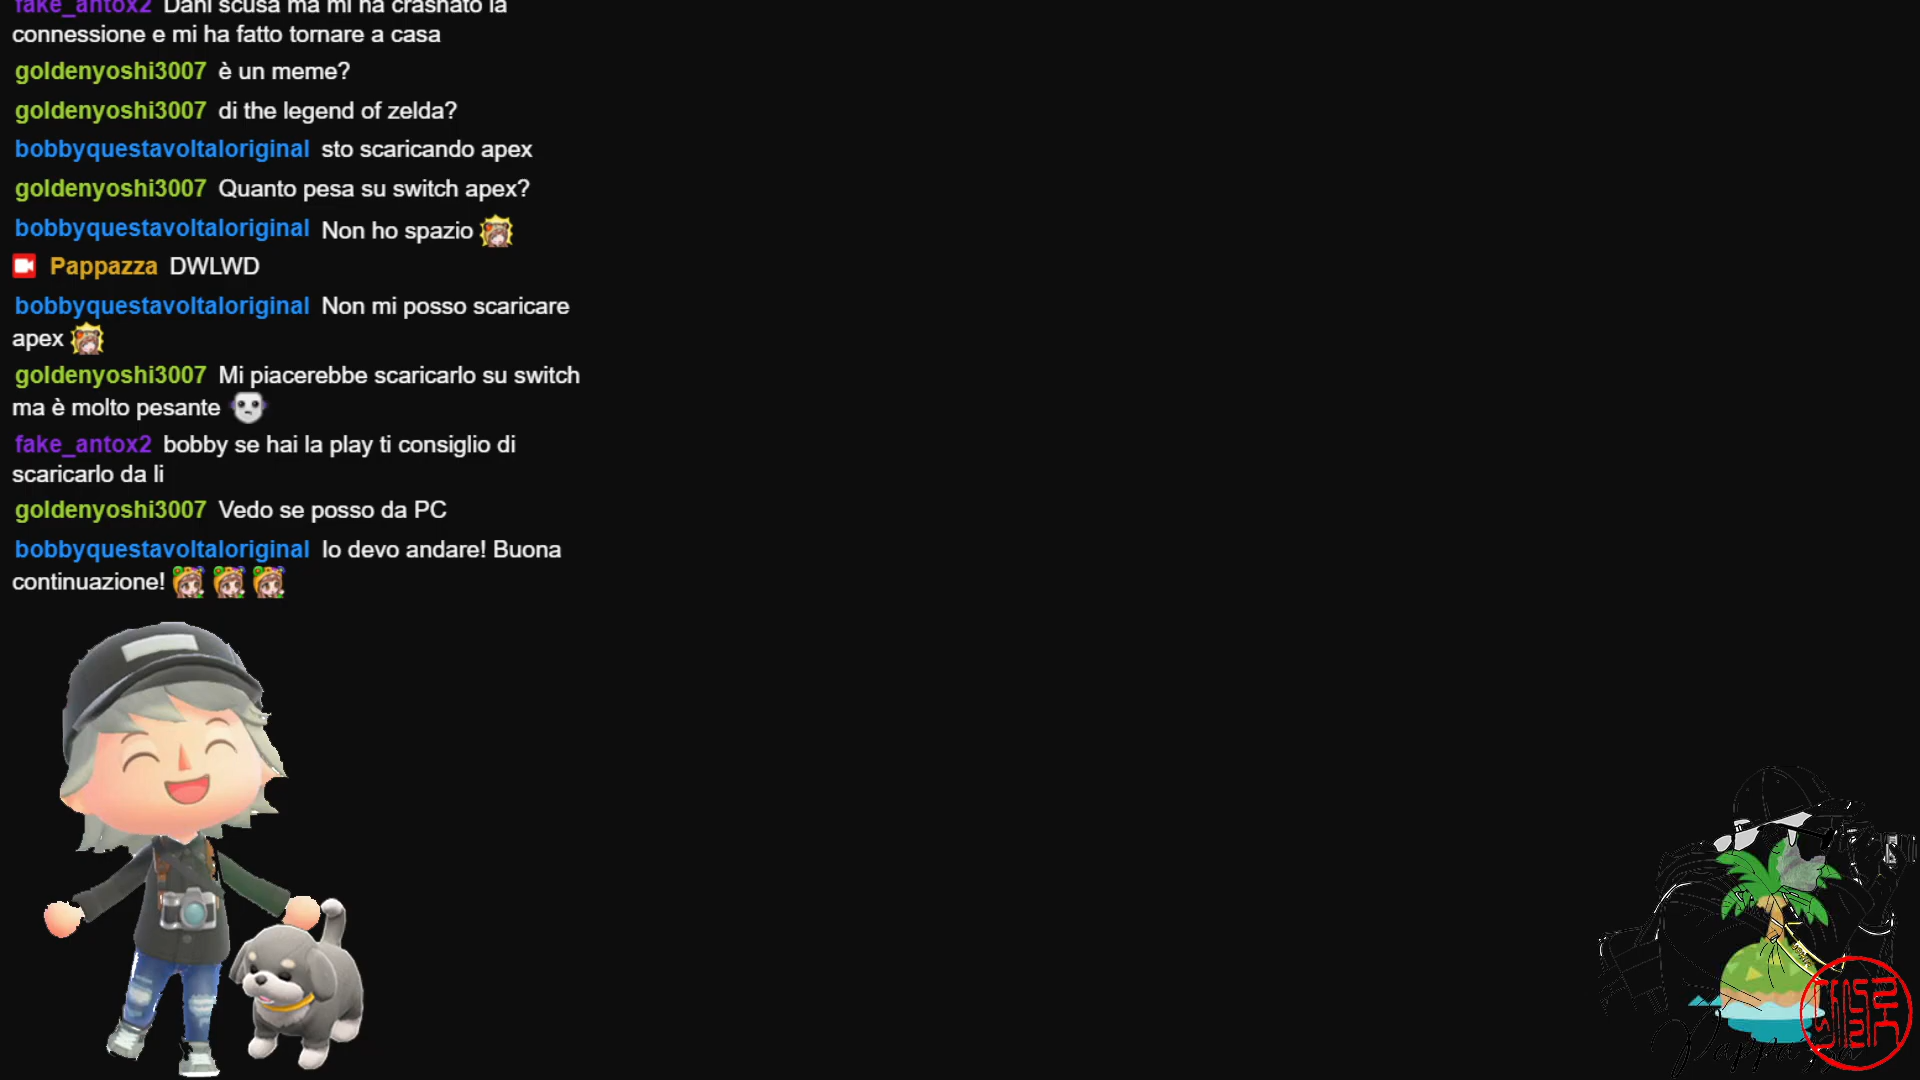 fake_antox2 Dani scusa ma mi ha crashato la
connessione e mi ha fatto tornare a casa
goldenyoshi3007 è un meme?
goldenyoshi3007 di the legend of zelda?
bobbyquestavoltaloriginal sto scaricando apex
goldenyoshi3007 Quanto pesa su switch apex?
bobbyquestavoltaloriginal Non ho spazio
Pappazza DWLWD
bobbyquestavoltaloriginal Non mi posso scaricare
apex
goldenyoshi3007 Mi piacerebbe scaricarlo su switch
ma è molto pesante
fake_antox2 bobby se hai la play ti consiglio di
scaricarlo da li
goldenyoshi3007 Vedo se posso da PC
bobbyquestavoltaloriginal Io devo andare! Buona
continuazione!
Pappazza